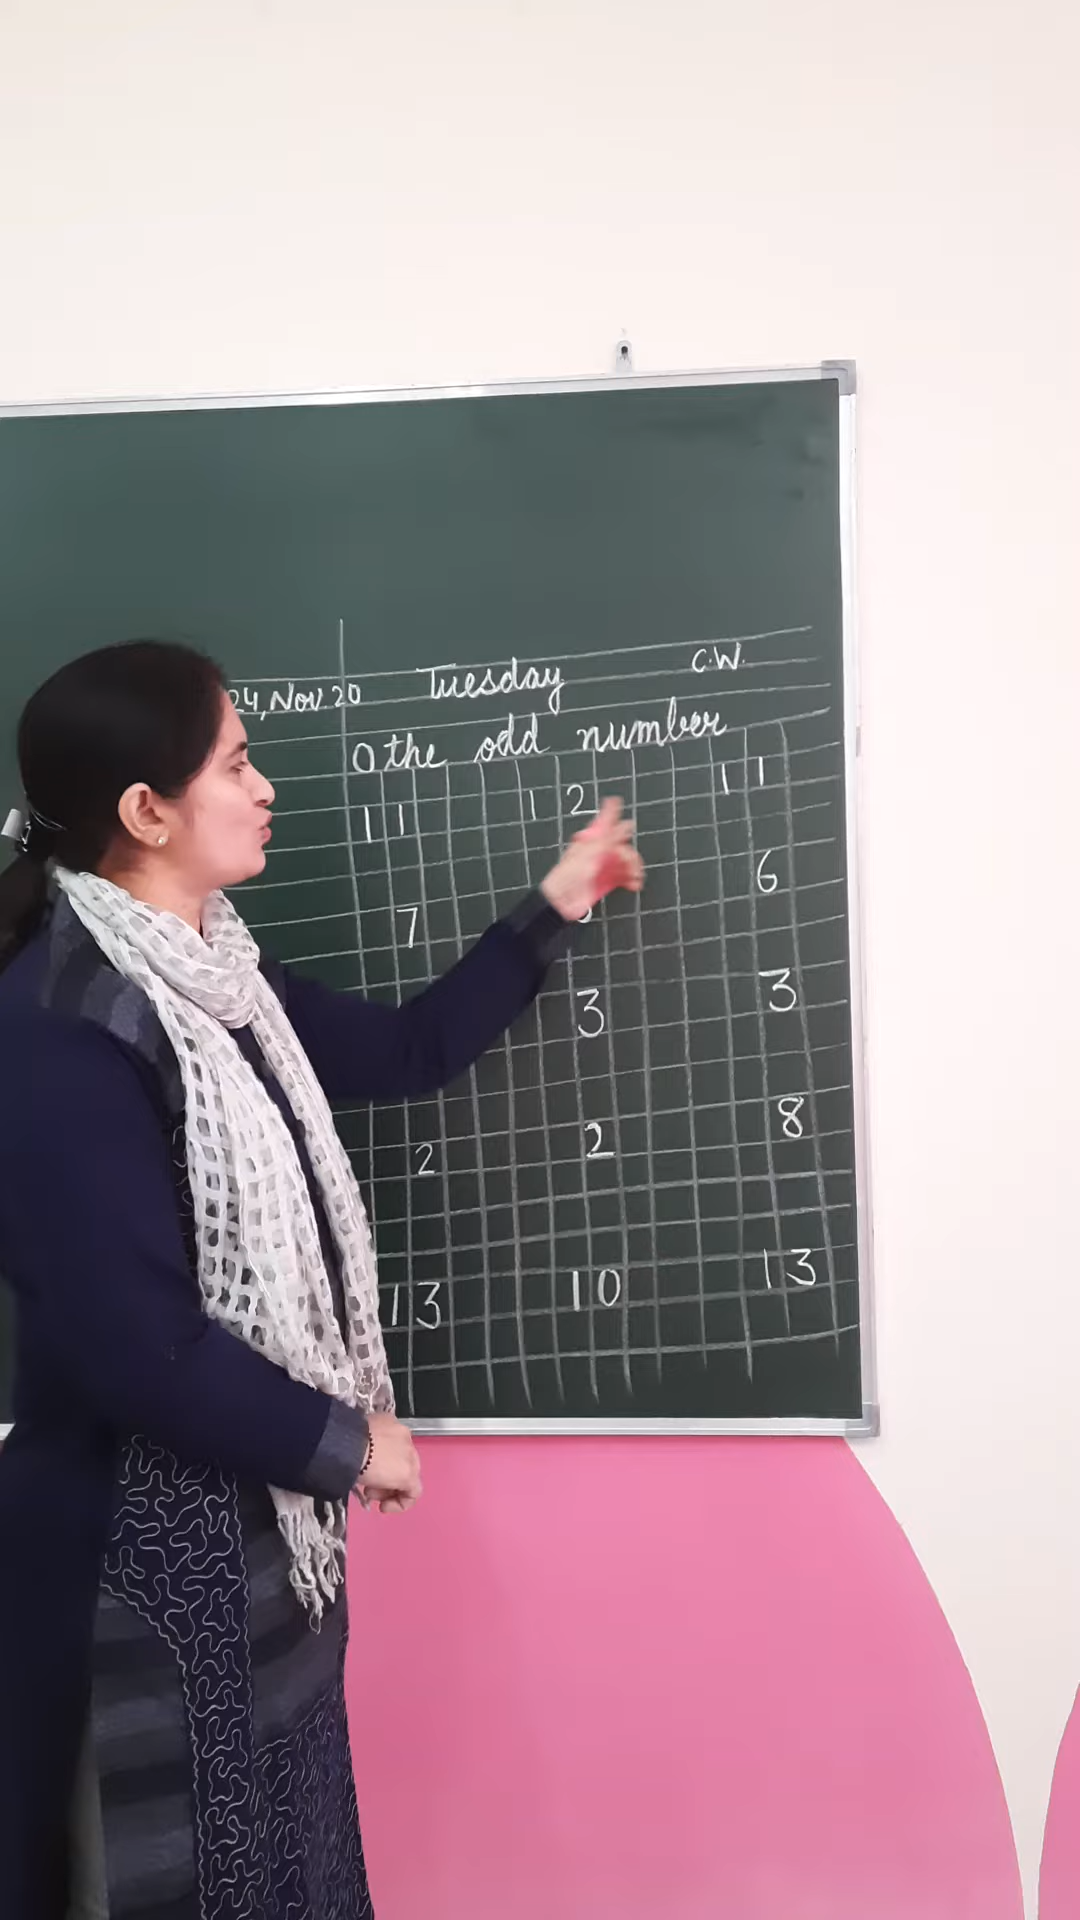 24, Nov. 20 Tuesday C.W.
O the odd number
11 12 11
7 6
3 3
2 2 8
13 10 13